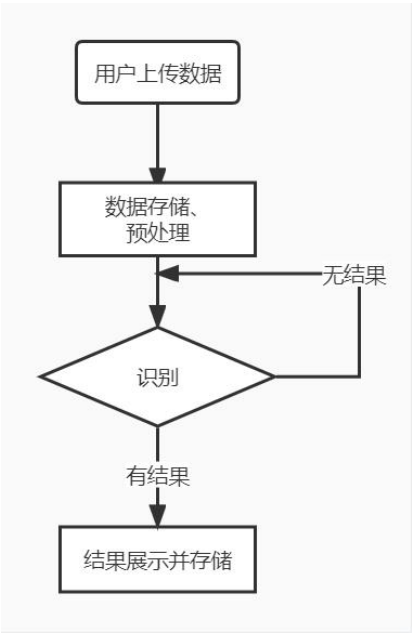 用户上传数据
数据存储、
预处理
无结果
识别
有结果
结果展示并存储